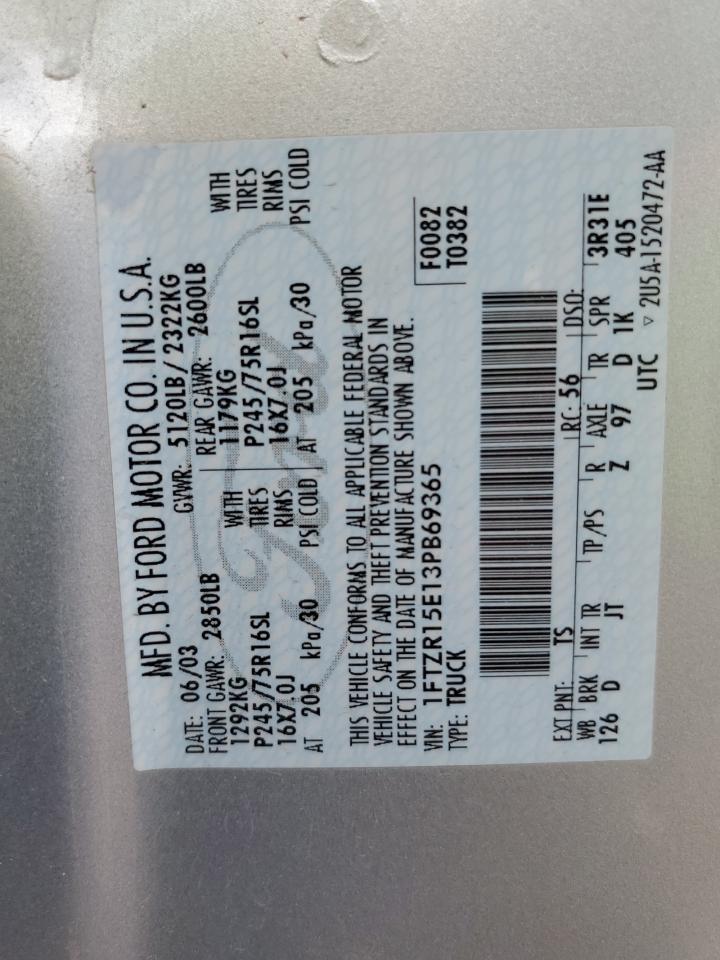 MFD. BY FORD MOTOR CO. IN U.S.A.
DATE: 06/03 GVWR: 5120LB / 2322KG
FRONT GAWR: 2850LB REAR GAWR: 2600LB
1292KG WITH 1179KG WITH
P245/75R16SL TIRES P245/75R16SL TIRES
16X7.0J RIMS 16X7.0J RIMS
AT 205 kPa/30 PSI COLD AT 205 kPa/30 PSI COLD
THIS VEHICLE CONFORMS TO ALL APPLICABLE FEDERAL MOTOR
VEHICLE SAFETY AND THEFT PREVENTION STANDARDS IN
EFFECT ON THE DATE OF MANUFACTURE SHOWN ABOVE.
VIN: 1FTZR15E13PB69365 F0082
TYPE: TRUCK T0382
EXT PNT: TS RC: 56 DSO:
WB BRK INT TR TP/PS R AXLE TR SPR 3R31E
126 D JT Z 97 D 1K 405
UTC ▽ 2U5A-1520472-AA
Ford